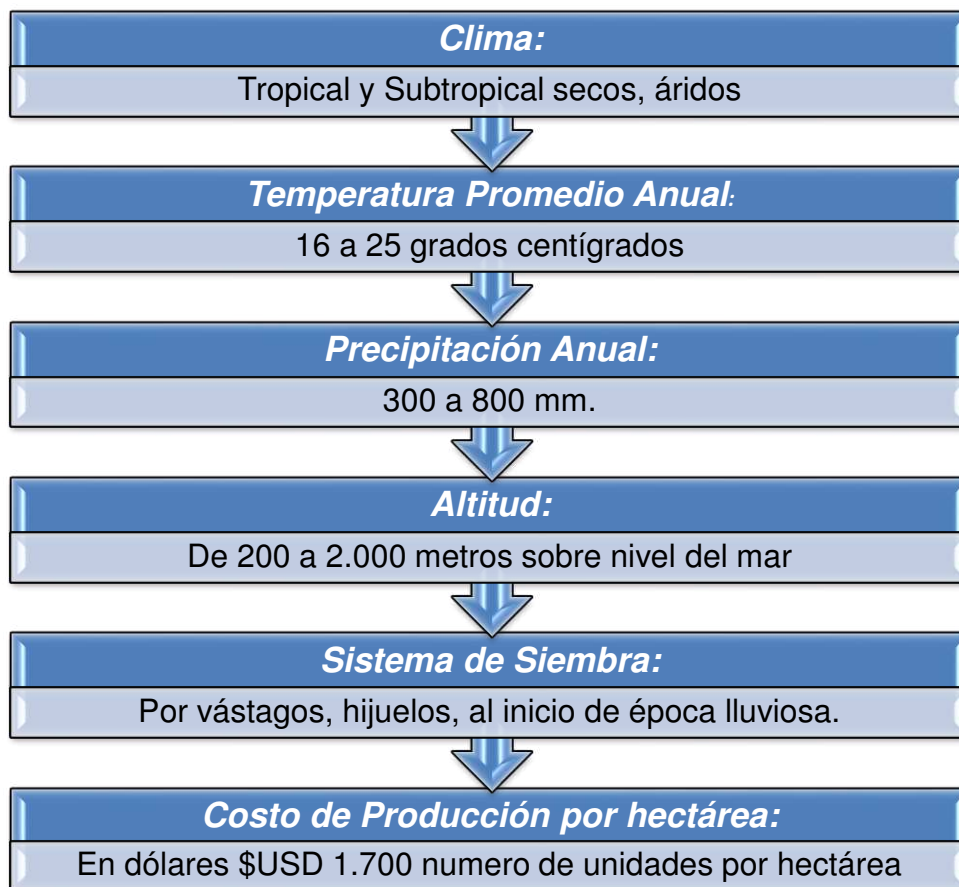 Clima:
Tropical y Subtropical secos, áridos
Temperatura Promedio Anual:
16 a 25 grados centígrados
Precipitación Anual:
300 a 800 mm.
Altitud:
De 200 a 2.000 metros sobre nivel del mar
Sistema de Siembra:
Por vástagos, hijuelos, al inicio de época lluviosa.
Costo de Producción por hectárea:
En dólares $USD 1.700 numero de unidades por hectárea